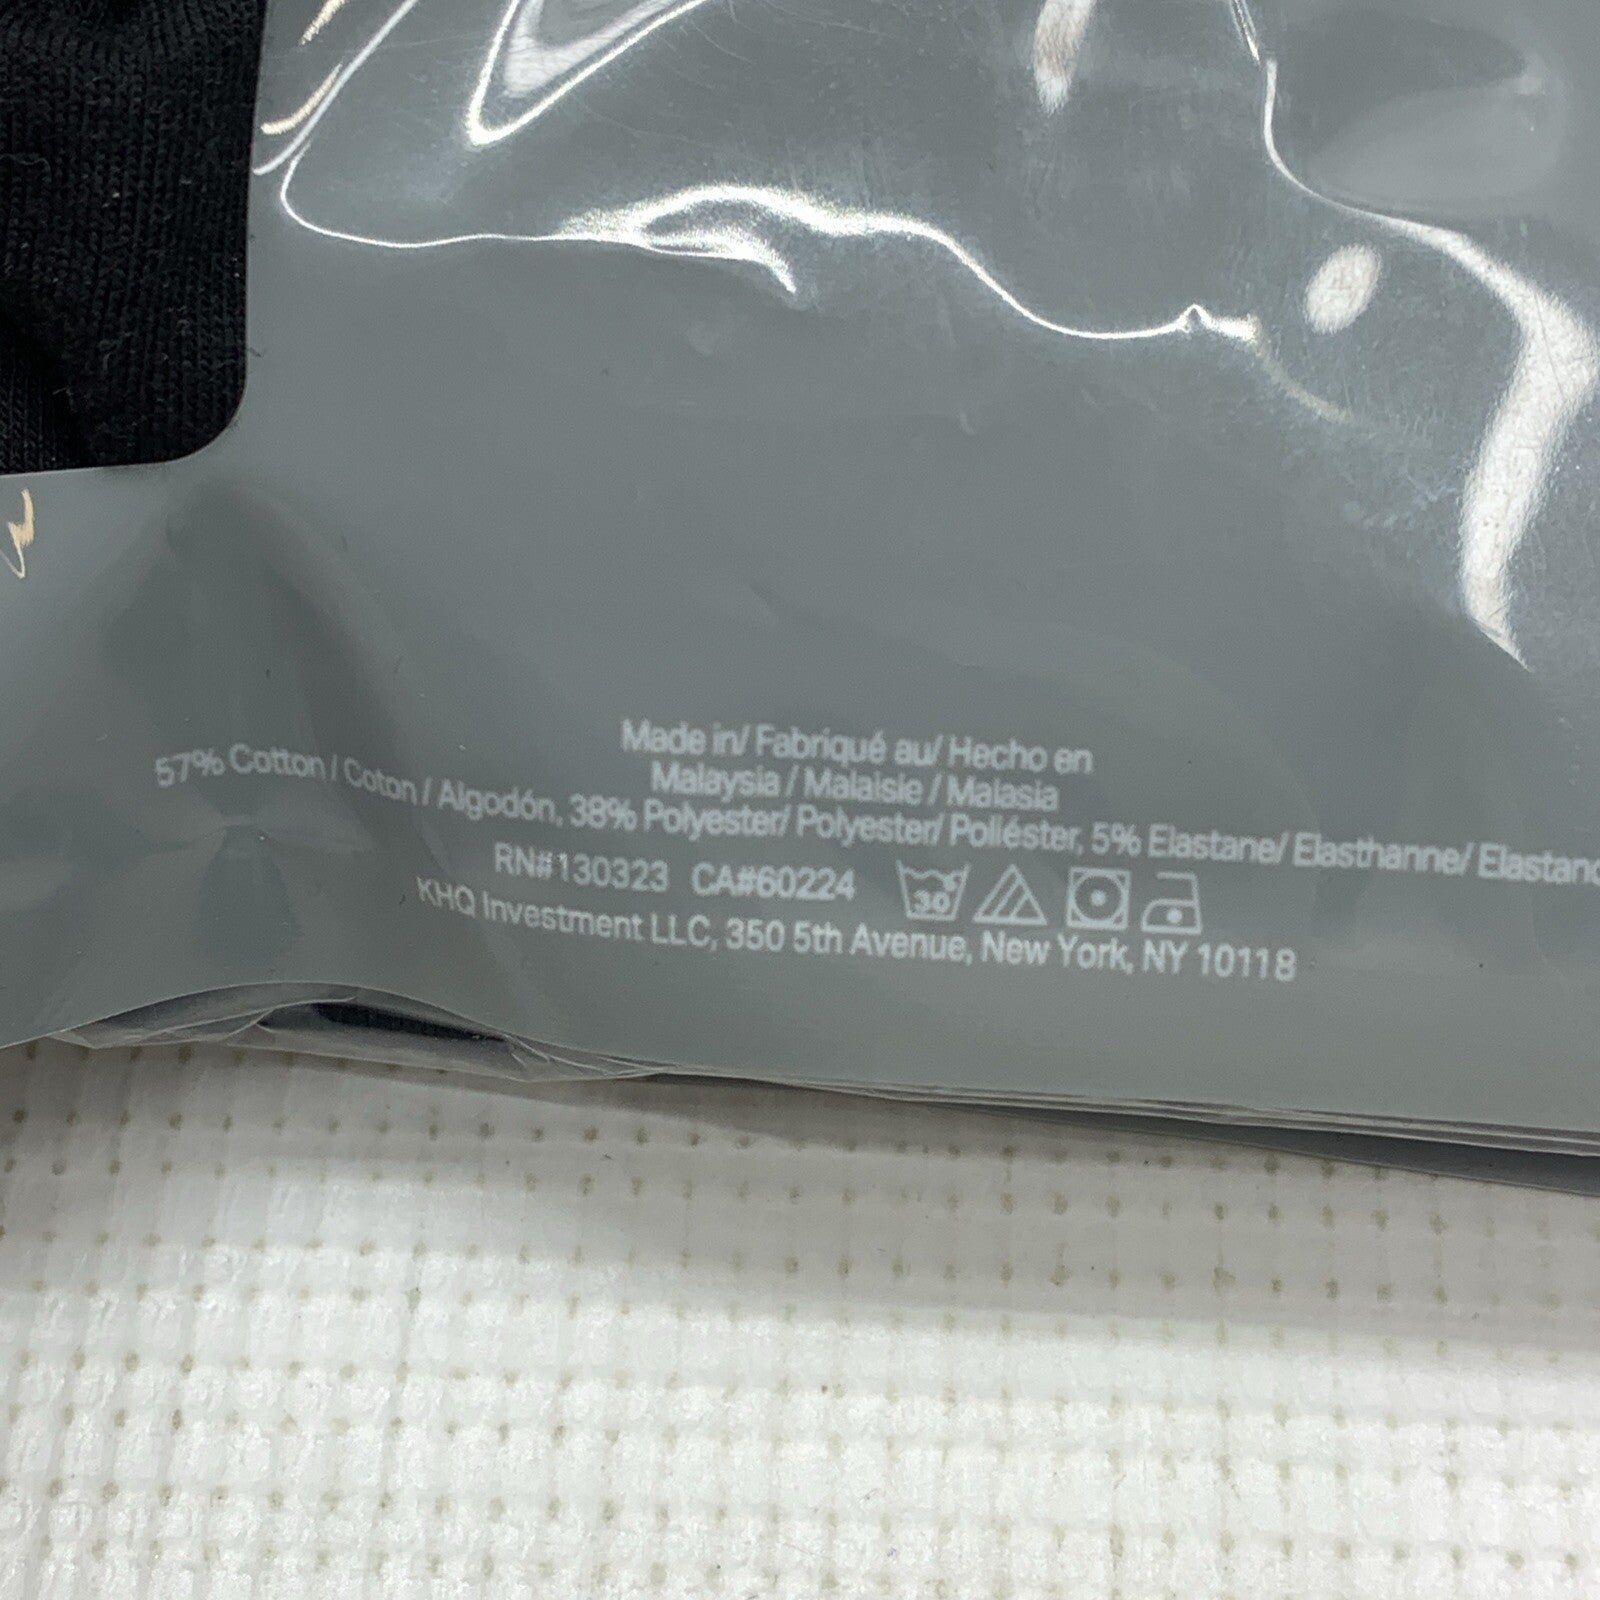 Made in/ Fabriqué au/ Hecho en
Malaysia / Malaisie / Malasia
57% Cotton / Coton / Algodón, 38% Polyester/ Polyester/ Poliéster, 5% Elastane/ Elasthanne/ Elastano
RN#130323 CA#60224 30
KHQ Investment LLC, 350 5th Avenue, New York, NY 10118